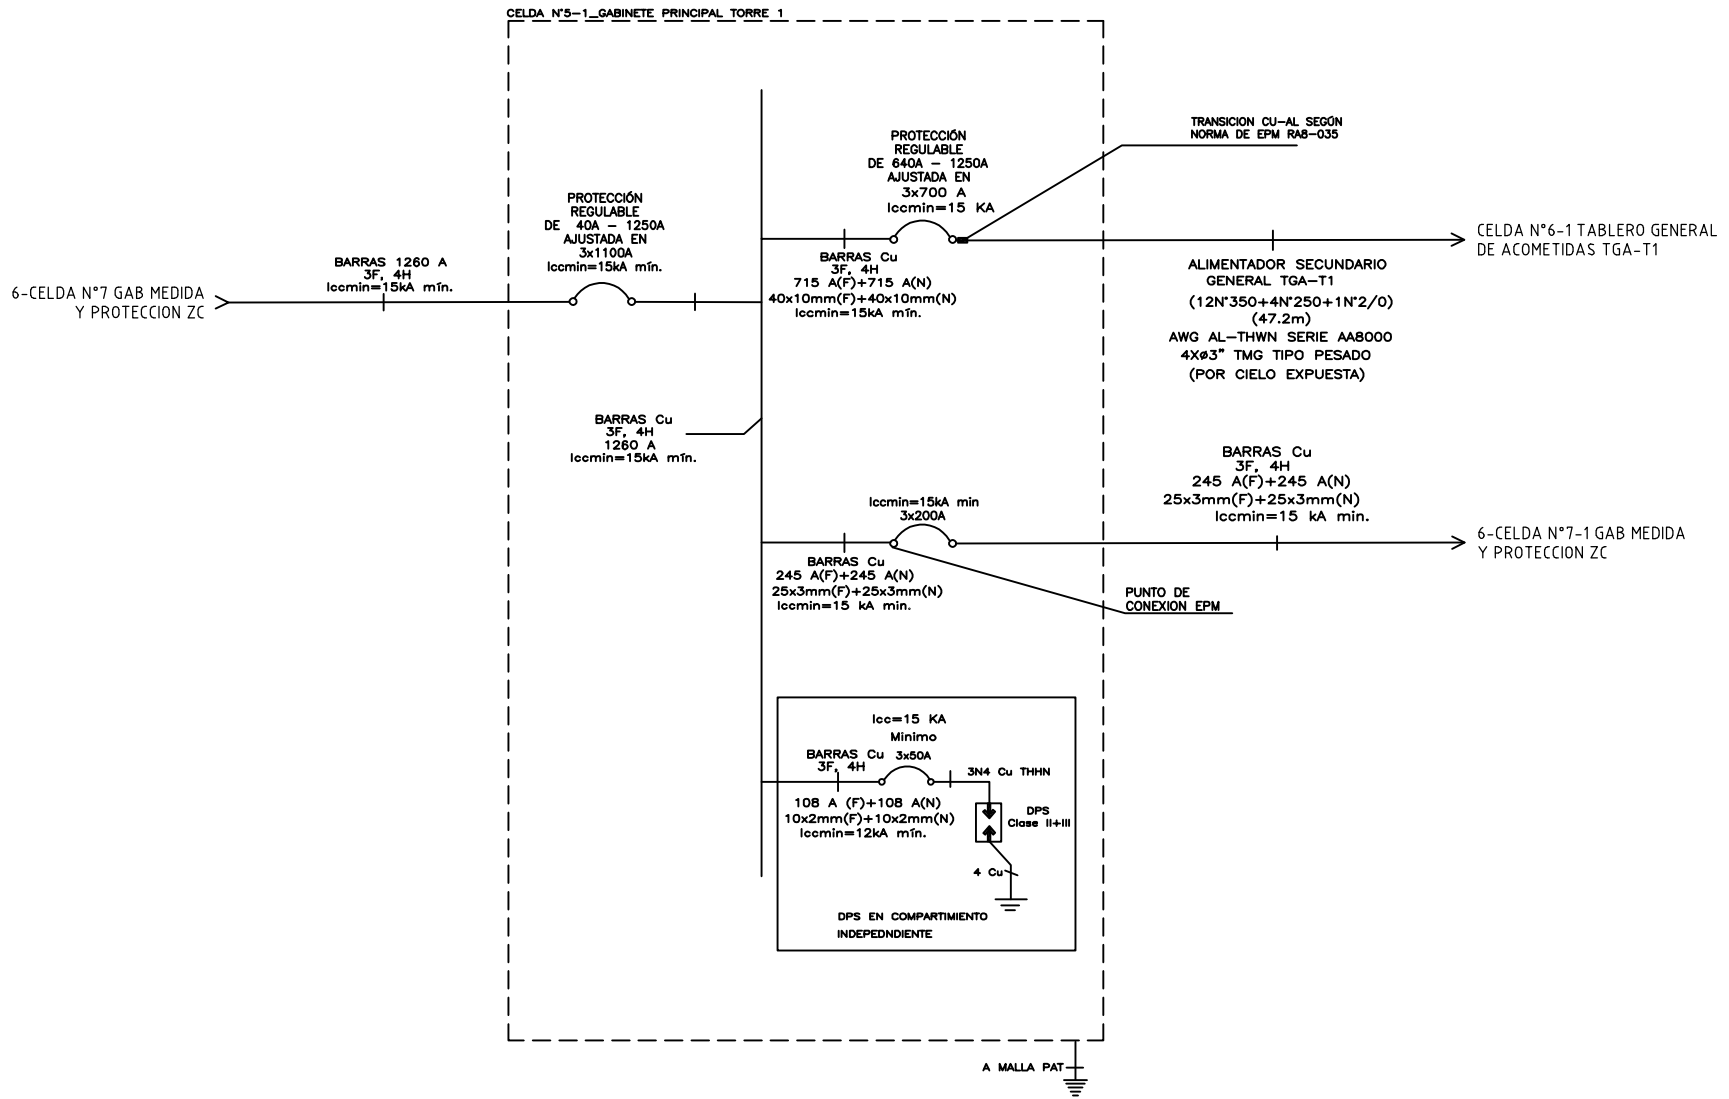 CELDA N°5-1_GABINETE PRINCIPAL TORRE 1
6-CELDA N°7 GAB MEDIDA
Y PROTECCION ZC
BARRAS 1260 A
3F, 4H
Iccmin=15kA mín.
PROTECCIÓN
REGULABLE
DE 40A - 1250A
AJUSTADA EN
3x1100A
Iccmin=15kA mín.
BARRAS Cu
3F, 4H
1260 A
Iccmin=15kA mín.
PROTECCIÓN
REGULABLE
DE 640A - 1250A
AJUSTADA EN
3x700 A
Iccmin=15 KA
BARRAS Cu
3F, 4H
715 A(F)+715 A(N)
40x10mm(F)+40x10mm(N)
Iccmin=15kA mín.
TRANSICION CU-AL SEGÚN
NORMA DE EPM RA8-035
CELDA N°6-1 TABLERO GENERAL
DE ACOMETIDAS TGA-T1
ALIMENTADOR SECUNDARIO
GENERAL TGA-T1
(12N°350+4N°250+1N°2/0)
(47.2m)
AWG AL-THWN SERIE AA8000
4Xø3" TMG TIPO PESADO
(POR CIELO EXPUESTA)
Iccmin=15kA min
3x200A
BARRAS Cu
245 A(F)+245 A(N)
25x3mm(F)+25x3mm(N)
Iccmin=15 kA min.
BARRAS Cu
3F, 4H
245 A(F)+245 A(N)
25x3mm(F)+25x3mm(N)
Iccmin=15 kA min.
6-CELDA N°7-1 GAB MEDIDA
Y PROTECCION ZC
PUNTO DE
CONEXION EPM
Icc=15 KA
Minimo
BARRAS Cu 3x50A
3F, 4H
108 A (F)+108 A(N)
10x2mm(F)+10x2mm(N)
Iccmin=12kA mín.
3N4 Cu THHN
DPS
Clase II+III
4 Cu
DPS EN COMPARTIMIENTO
INDEPEDNDIENTE
A MALLA PAT